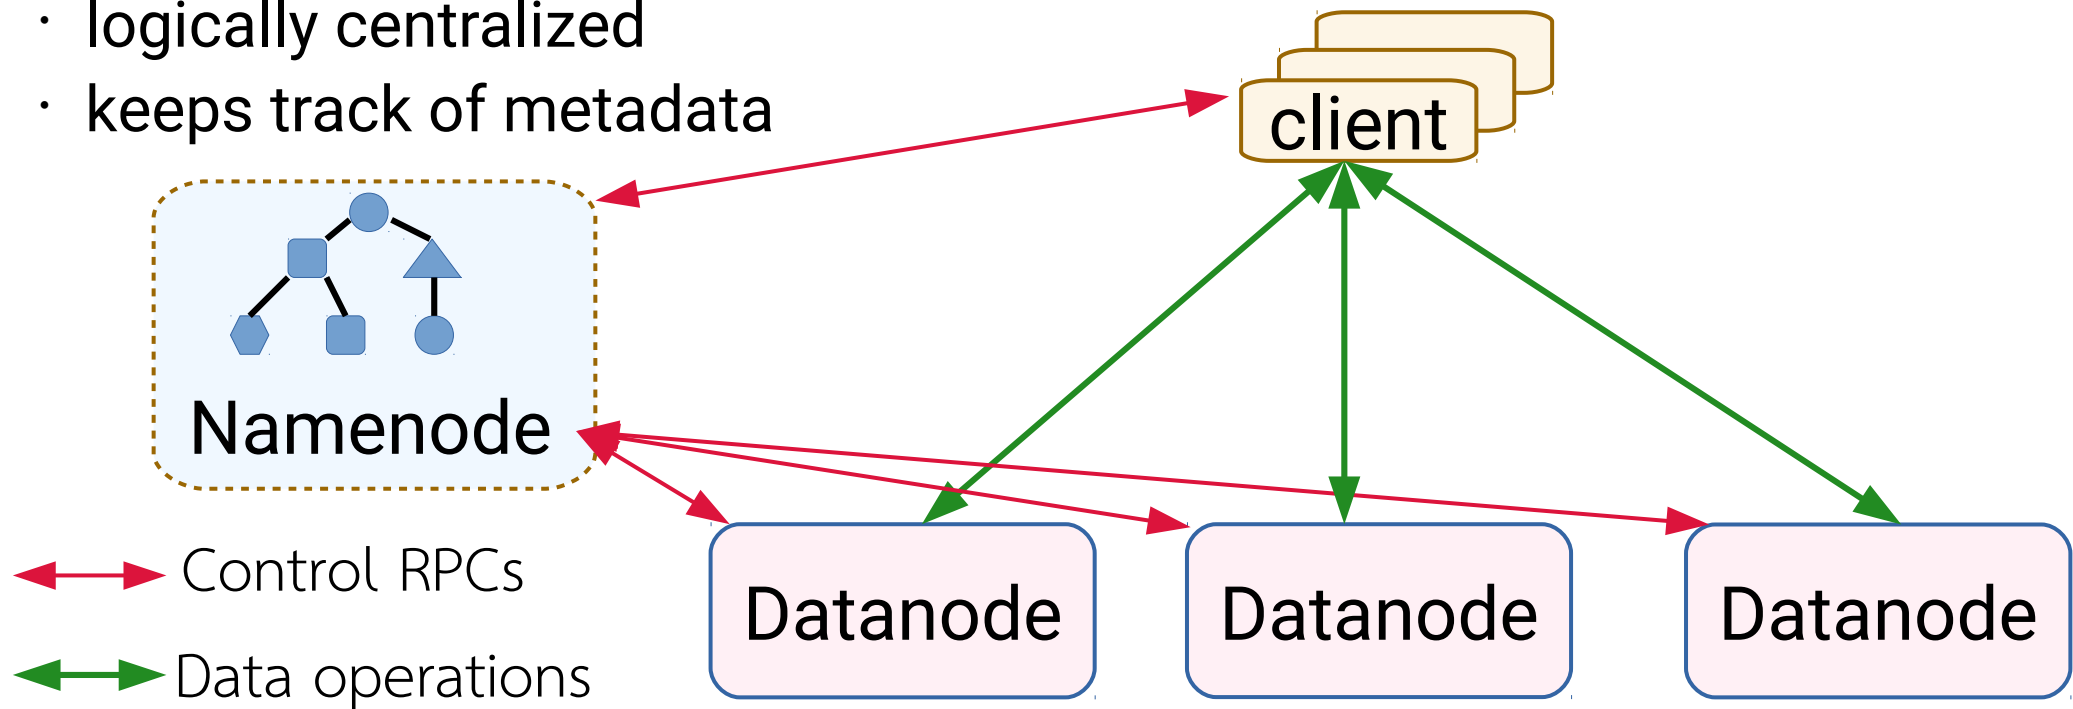 · logically centralized
· keeps track of metadata
client
Namenode
Control RPCs
Data operations
Datanode
Datanode
Datanode